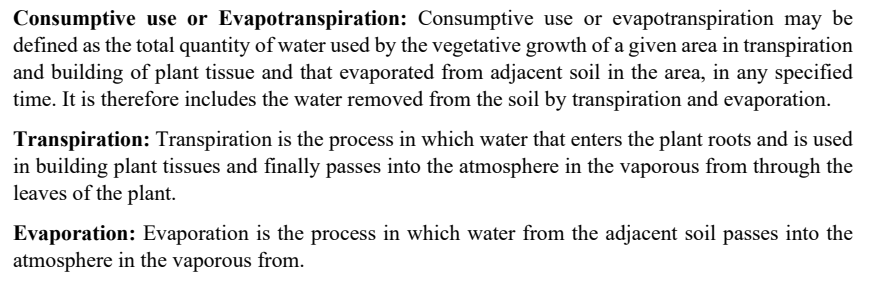 Consumptive use or Evapotranspiration: Consumptive use or evapotranspiration may be
defined as the total quantity of water used by the vegetative growth of a given area in transpiration
and building of plant tissue and that evaporated from adjacent soil in the area, in any specified
time. It is therefore includes the water removed from the soil by transpiration and evaporation.
Transpiration: Transpiration is the process in which water that enters the plant roots and is used
in building plant tissues and finally passes into the atmosphere in the vaporous from through the
leaves of the plant.
Evaporation: Evaporation is the process in which water from the adjacent soil passes into the
atmosphere in the vaporous from.